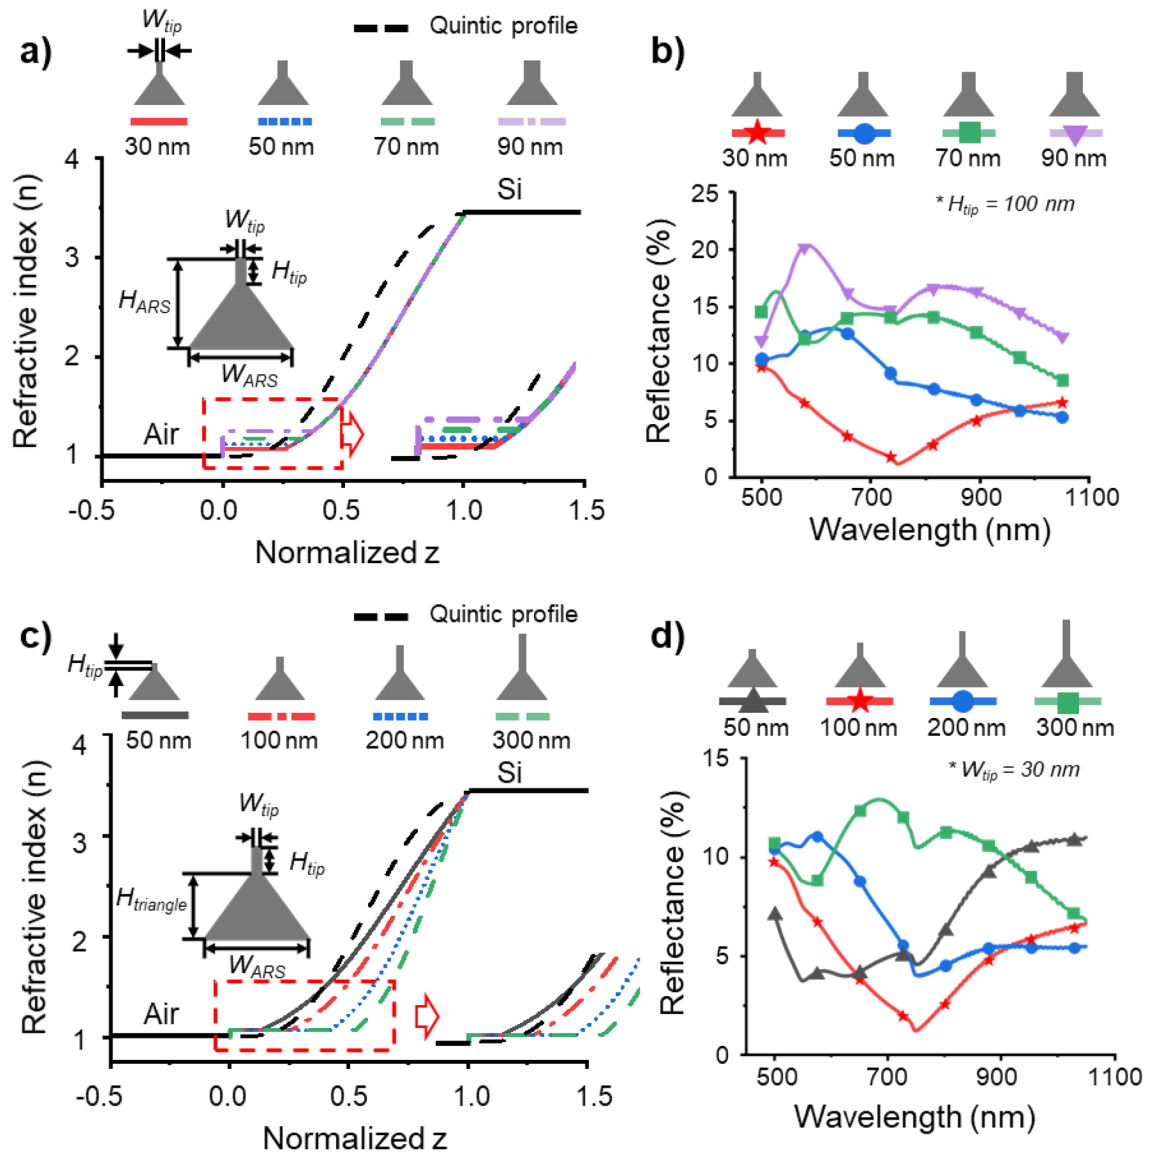 a)
W_tip
Quintic profile
30 nm
50 nm
70 nm
90 nm
4
3
2
1
Refractive index (n)
Si
Air
W_tip
H_tip
H_ARS
W_ARS
-0.5
0.0
0.5
1.0
1.5
Normalized z
b)
30 nm
50 nm
70 nm
90 nm
* H_tip = 100 nm
25
20
15
10
5
0
Reflectance (%)
500
700
900
1100
Wavelength (nm)
c)
Quintic profile
H_tip
50 nm
100 nm
200 nm
300 nm
4
3
2
1
Refractive index (n)
Si
Air
W_tip
H_tip
H_triangle
W_ARS
-0.5
0.0
0.5
1.0
1.5
Normalized z
d)
50 nm
100 nm
200 nm
300 nm
* W_tip = 30 nm
15
10
5
0
Reflectance (%)
500
700
900
1100
Wavelength (nm)